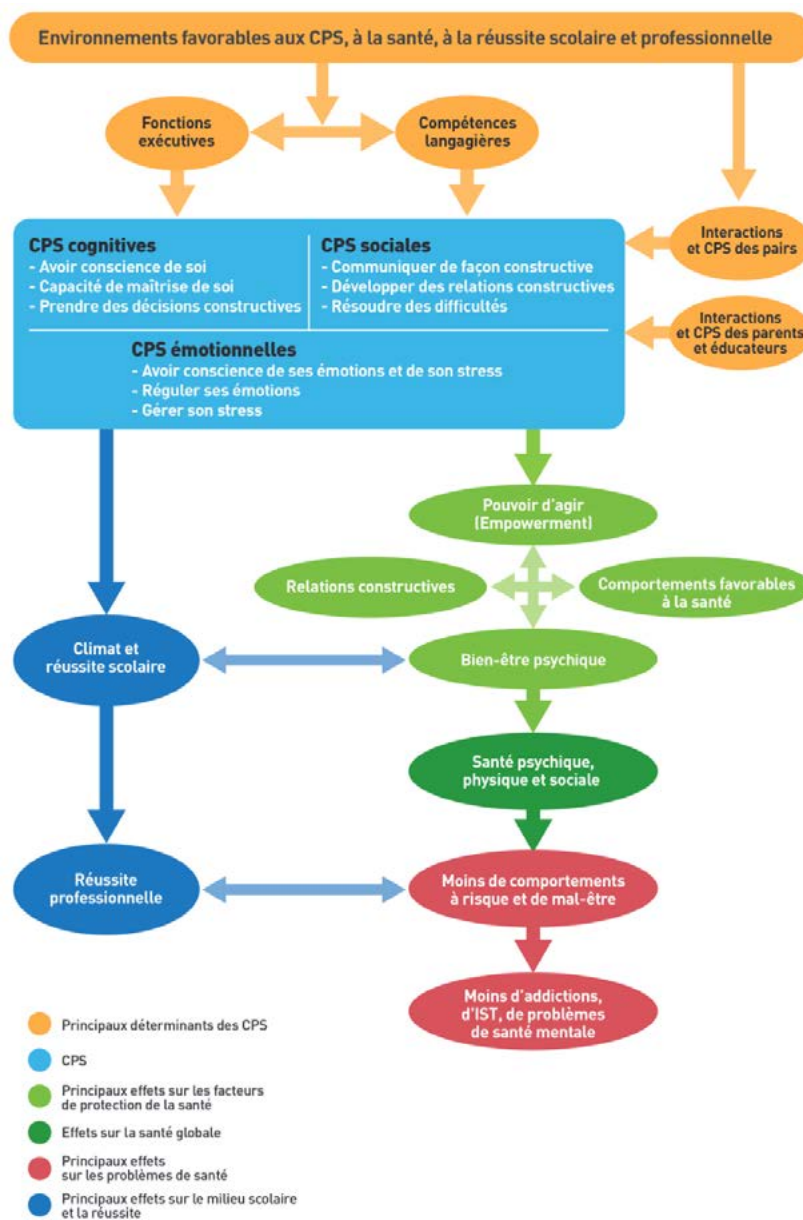 Environnements favorables aux CPS, à la santé, à la réussite scolaire et professionnelle
Fonctions
exécutives
Compétences
langagières
CPS cognitives
- Avoir conscience de soi
- Capacité de maîtrise de soi
- Prendre des décisions constructives
CPS sociales
- Communiquer de façon constructive
- Développer des relations constructives
- Résoudre des difficultés
Interactions
et CPS des pairs
Interactions
et CPS des parents
et éducateurs
CPS émotionnelles
- Avoir conscience de ses émotions et de son stress
- Réguler ses émotions
- Gérer son stress
Pouvoir d'agir
(Empowerment)
Relations constructives
Comportements favorables
à la santé
Climat et
réussite scolaire
Bien-être psychique
Santé psychique,
physique et sociale
Réussite
professionnelle
Moins de comportements
à risque et de mal-être
Moins d'addictions,
d'IST, de problèmes
de santé mentale
Principaux déterminants des CPS
CPS
Principaux effets sur les facteurs
de protection de la santé
Effets sur la santé globale
Principaux effets
sur les problèmes de santé
Principaux effets sur le milieu scolaire
et la réussite